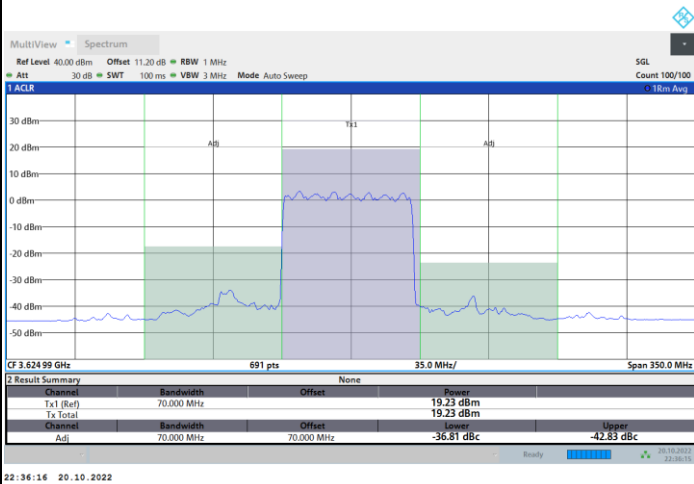 MultiView Spectrum
Ref Level 40.00 dBm Offset 11.20 dB RBW 1 MHz SGL
Att 30 dB SWT 100 ms VBW 3 MHz Mode Auto Sweep Count 100/100
1 ACLR 1Rm Avg
30 dBm
Tx1
20 dBm
Adj Adj
10 dBm
0 dBm
-10 dBm
-20 dBm
-30 dBm
-40 dBm
-50 dBm
CF 3.624 99 GHz 691 pts 35.0 MHz/ Span 350.0 MHz
2 Result Summary None
Channel Bandwidth Offset Power
Tx1 (Ref) 70.000 MHz 19.23 dBm
Tx Total 19.23 dBm
Channel Bandwidth Offset Lower Upper
Adj 70.000 MHz 70.000 MHz -36.81 dBc -42.83 dBc
Ready 20.10.2022
22:36:15
22:36:16 20.10.2022